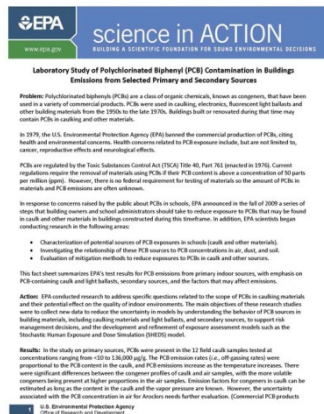 EPA
www.epa.gov
science in ACTION
BUILDING A SCIENTIFIC FOUNDATION FOR SOUND ENVIRONMENTAL DECISIONS
Laboratory Study of Polychlorinated Biphenyl (PCB) Contamination in Buildings
Emissions from Selected Primary and Secondary Sources
Problem: Polychlorinated biphenyls (PCBs) are a class of organic chemicals, known as congeners, that have been
used in a variety of commercial products. PCBs were used in caulking, electronics, fluorescent light ballasts and
other building materials from the 1950s to the late 1970s. Buildings built or renovated during that time may
contain PCBs in caulking and other materials.
In 1979, the U.S. Environmental Protection Agency (EPA) banned the commercial production of PCBs, citing
health and environmental concerns. Health concerns related to PCB exposure include, but are not limited to,
cancer, reproductive effects and neurological effects.
PCBs are regulated by the Toxic Substances Control Act (TSCA) Title 40, Part 761 (enacted in 1976). Current
regulations require the removal of materials using PCBs if their PCB content is above a concentration of 50 parts
per million (ppm). However, there is no federal requirement for testing of materials so the amount of PCBs in
materials and PCB emissions are often unknown.
In response to concerns raised by the public about PCBs in schools, EPA announced in the fall of 2009 a series of
steps that building owners and school administrators should take to reduce exposure to PCBs that may be found
in caulk and other materials in buildings constructed during this timeframe. In addition, EPA scientists began
conducting research in the following areas:
• Characterization of potential sources of PCB exposures in schools (caulk and other materials).
• Investigating the relationship of these PCB sources to PCB concentrations in air, dust, and soil.
• Evaluation of mitigation methods to reduce exposures to PCBs in caulk and other sources.
This fact sheet summarizes EPA's test results for PCB emissions from primary indoor sources, with emphasis on
PCB-containing caulk and light ballasts, secondary sources, and the factors that may affect emissions.
Action: EPA conducted research to address specific questions related to the scope of PCBs in caulking materials
and their potential effect on the quality of indoor environments. The main objectives of these research studies
were to collect new data to reduce the uncertainty in models by understanding the behavior of PCB sources in
building materials, including caulking materials and light ballasts, and secondary sources, to support risk
management decisions, and the development and refinement of exposure assessment models such as the
Stochastic Human Exposure and Dose Simulation (SHEDS) model.
Results: In the study on primary sources, PCBs were present in the 12 field caulk samples tested at
concentrations ranging from <10 to 136,000 µg/g. The PCB emission rates (i.e., off-gassing rates) were
proportional to the PCB content in the caulk, and PCB emissions increase as the temperature increases. There
were significant differences between the congener profiles of caulk and air samples, with the more volatile
congeners being present at higher proportions in the air samples. Emission factors for congeners in caulk can be
estimated as long as the content in the caulk and the vapor pressure are known. However, the uncertainty
associated with the PCB concentration in air for Aroclors needs further evaluation. (Commercial PCB products
1
U.S. Environmental Protection Agency
Office of Research and Development